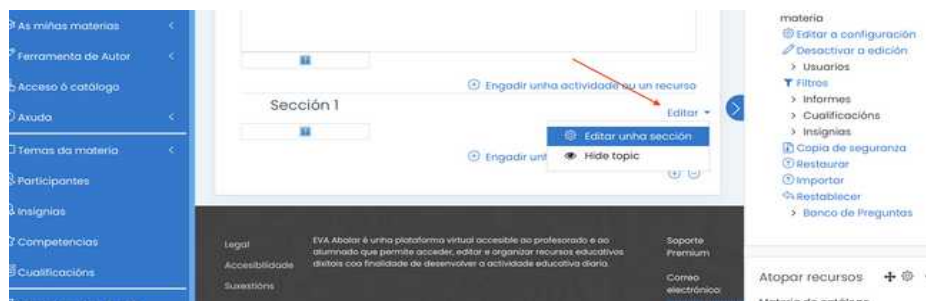 As miñas materias
Ferramenta de Autor
Acceso ó catálogo
Axuda
Temas da materia
Participantes
Insignias
Competencias
Cualificacións
Engadir unha actividade ou un recurso
Sección 1
Editar
Editar unha sección
Hide topic
Engadir un
Legal
Accesibilidade
Suxestións
EVA Abalar é unha plataforma virtual accesible ao profesorado e ao
alumnado que permite acceder, editar e organizar recursos educativos
dixitais coa finalidade de desenvolver a actividade educativa diaria.
Soporte
Premium
Correo
electrónico:
materia
Editar a configuración
Desactivar a edición
Usuarios
Filtros
Informes
Cualificacións
Insignias
Copia de seguranza
Restaurar
Importar
Restablecer
Banco de Preguntas
Atopar recursos